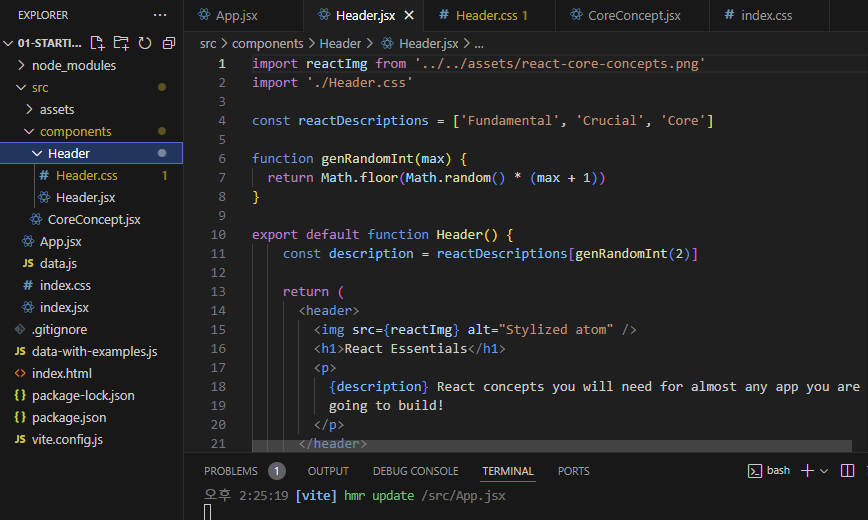 EXPLORER ...
01-STARTI...
node_modules
src
assets
components
Header
# Header.css 1
Header.jsx
CoreConcept.jsx
App.jsx
JS data.js
# index.css
index.jsx
.gitignore
JS data-with-examples.js
<> index.html
{} package-lock.json
{} package.json
JS vite.config.js
App.jsx Header.jsx # Header.css 1 CoreConcept.jsx # index.css
src > components > Header > Header.jsx > ...
1 import reactImg from '../../assets/react-core-concepts.png'
2 import './Header.css'
3
4 const reactDescriptions = ['Fundamental', 'Crucial', 'Core']
5
6 function genRandomInt(max) {
7 return Math.floor(Math.random() * (max + 1))
8 }
9
10 export default function Header() {
11 const description = reactDescriptions[genRandomInt(2)]
12
13 return (
14 <header>
15 <img src={reactImg} alt="Stylized atom" />
16 <h1>React Essentials</h1>
17 <p>
18 {description} React concepts you will need for almost any app you are
19 going to build!
20 </p>
21 </header>
PROBLEMS 1 OUTPUT DEBUG CONSOLE TERMINAL PORTS bash
오후 2:25:19 [vite] hmr update /src/App.jsx